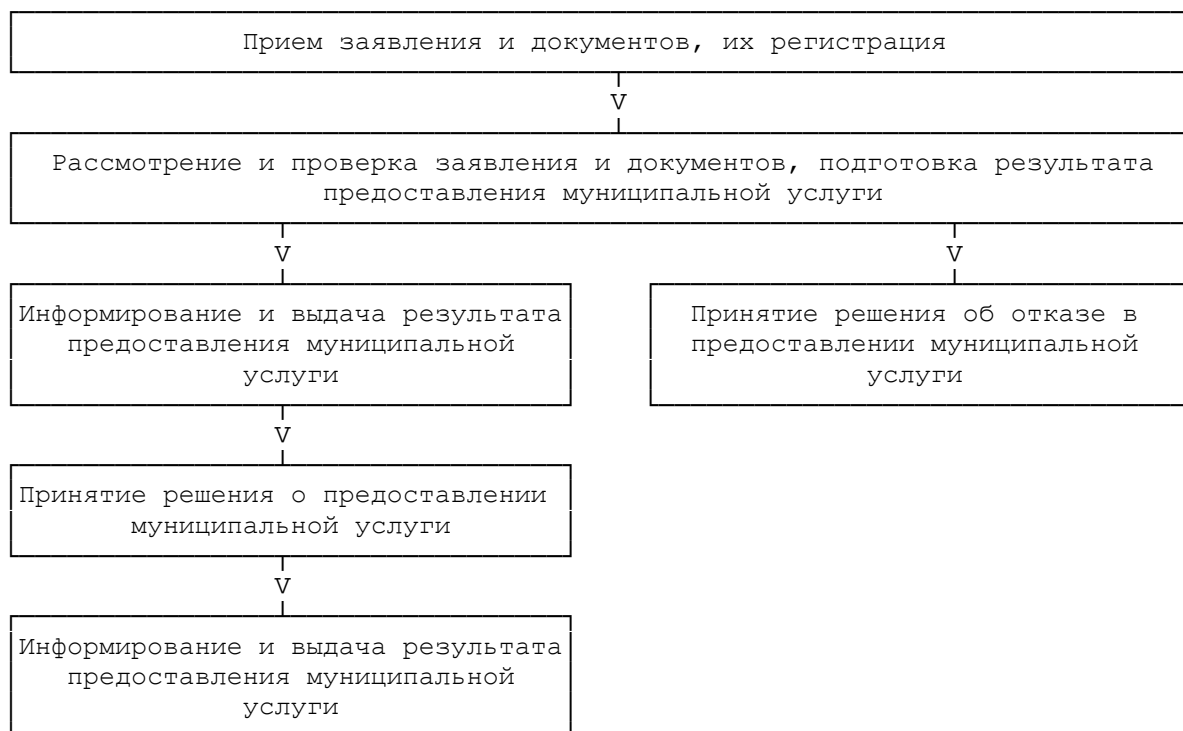 Прием заявления и документов, их регистрация
V
Рассмотрение и проверка заявления и документов, подготовка результата
предоставления муниципальной услуги
V
V
Информирование и выдача результата
предоставления муниципальной
услуги
Принятие решения об отказе в
предоставлении муниципальной
услуги
V
Принятие решения о предоставлении
муниципальной услуги
V
Информирование и выдача результата
предоставления муниципальной
услуги